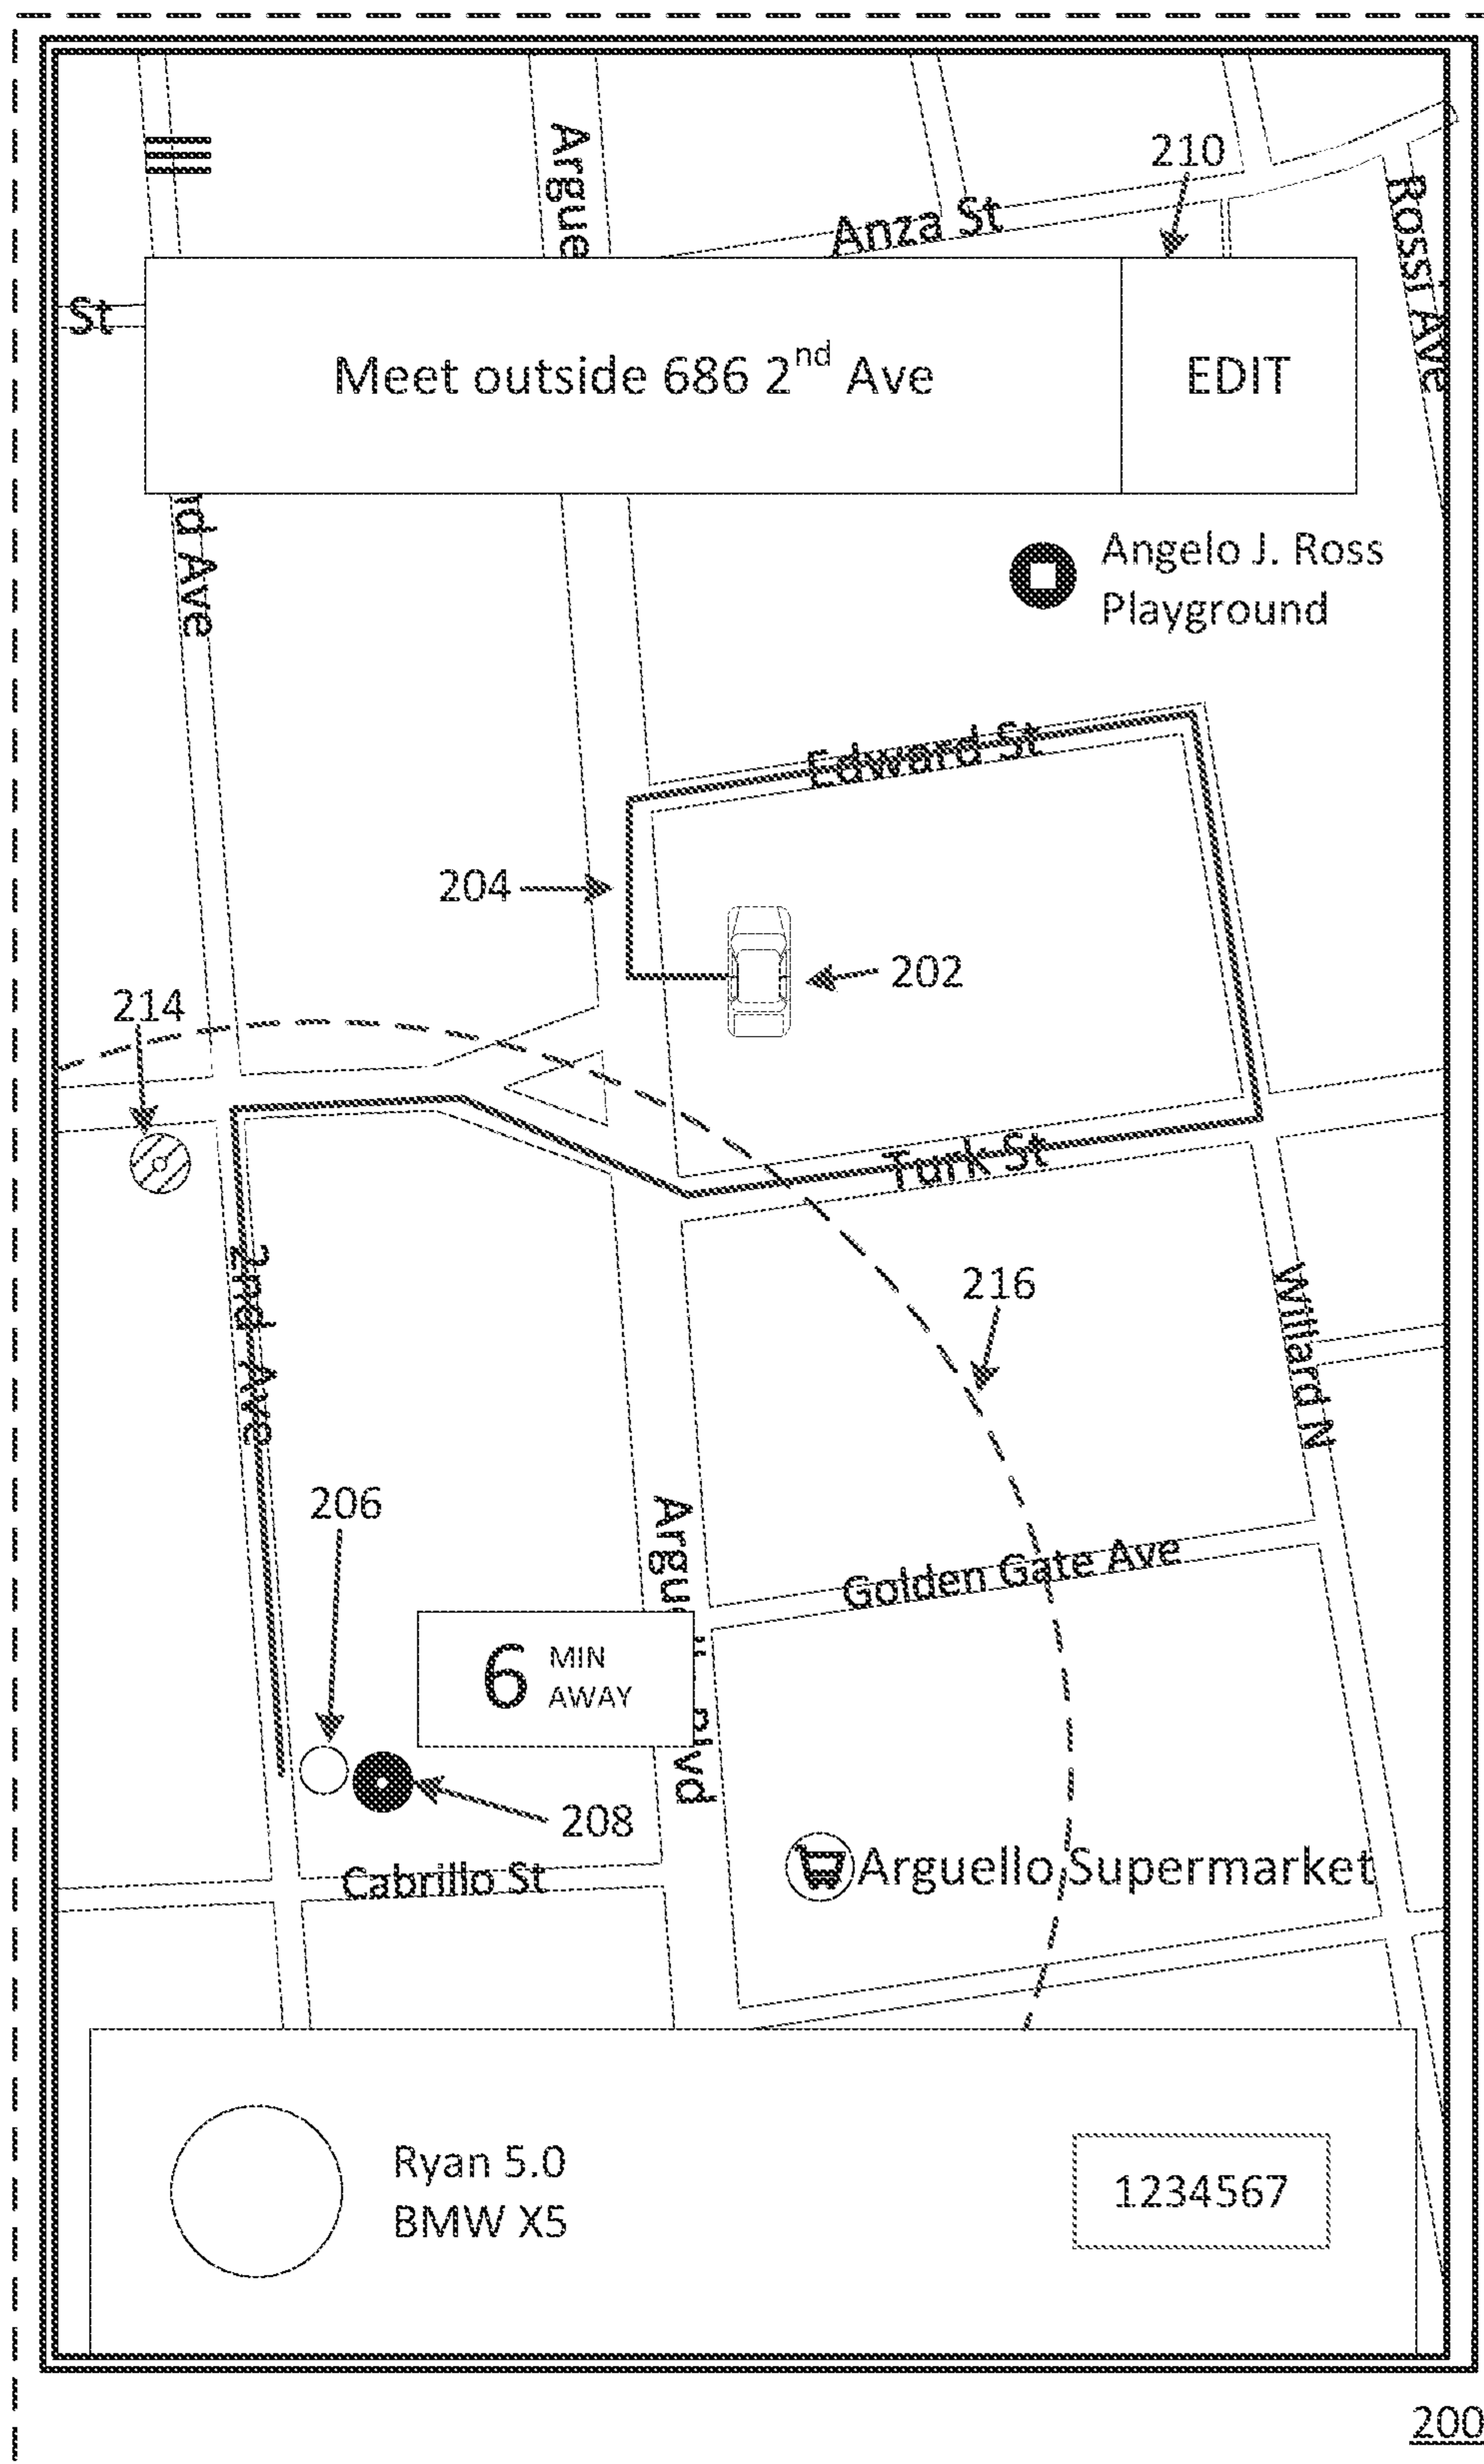 210
Argue
Anza St
Rossi Ave
St
Meet outside 686 2nd Ave
EDIT
nd Ave
Angelo J. Ross
Playground
Edward St
204
202
214
Turk St
216
2nd Ave
Willard N
206
Golden Gate Ave
6 MIN
AWAY
208
Cabrillo St
Arguello Supermarket
Ryan 5.0
BMW X5
1234567
200